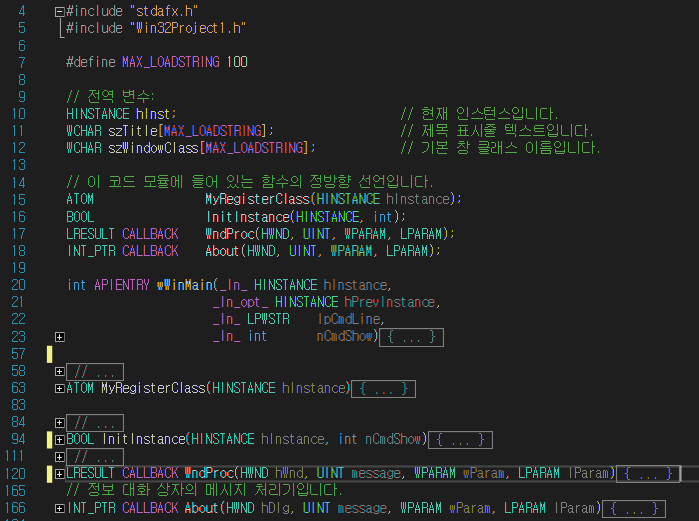 4 #include "stdafx.h"
5 #include "Win32Project1.h"
6
7 #define MAX_LOADSTRING 100
8
9 // 전역 변수:
10 HINSTANCE hInst; // 현재 인스턴스입니다.
11 WCHAR szTitle[MAX_LOADSTRING]; // 제목 표시줄 텍스트입니다.
12 WCHAR szWindowClass[MAX_LOADSTRING]; // 기본 창 클래스 이름입니다.
13
14 // 이 코드 모듈에 들어 있는 함수의 정방향 선언입니다.
15 ATOM MyRegisterClass(HINSTANCE hInstance);
16 BOOL InitInstance(HINSTANCE, int);
17 LRESULT CALLBACK WndProc(HWND, UINT, WPARAM, LPARAM);
18 INT_PTR CALLBACK About(HWND, UINT, WPARAM, LPARAM);
19
20 int APIENTRY wWinMain(_In_ HINSTANCE hInstance,
21 _In_opt_ HINSTANCE hPrevInstance,
22 _In_ LPWSTR lpCmdLine,
23 _In_ int nCmdShow) { ... }
57
58 // ...
63 ATOM MyRegisterClass(HINSTANCE hInstance) { ... }
83
84 // ...
94 BOOL InitInstance(HINSTANCE hInstance, int nCmdShow) { ... }
111 // ...
120 LRESULT CALLBACK WndProc(HWND hWnd, UINT message, WPARAM wParam, LPARAM lParam) { ... }
165 // 정보 대화 상자의 메시지 처리기입니다.
166 INT_PTR CALLBACK About(HWND hDlg, UINT message, WPARAM wParam, LPARAM lParam) { ... }